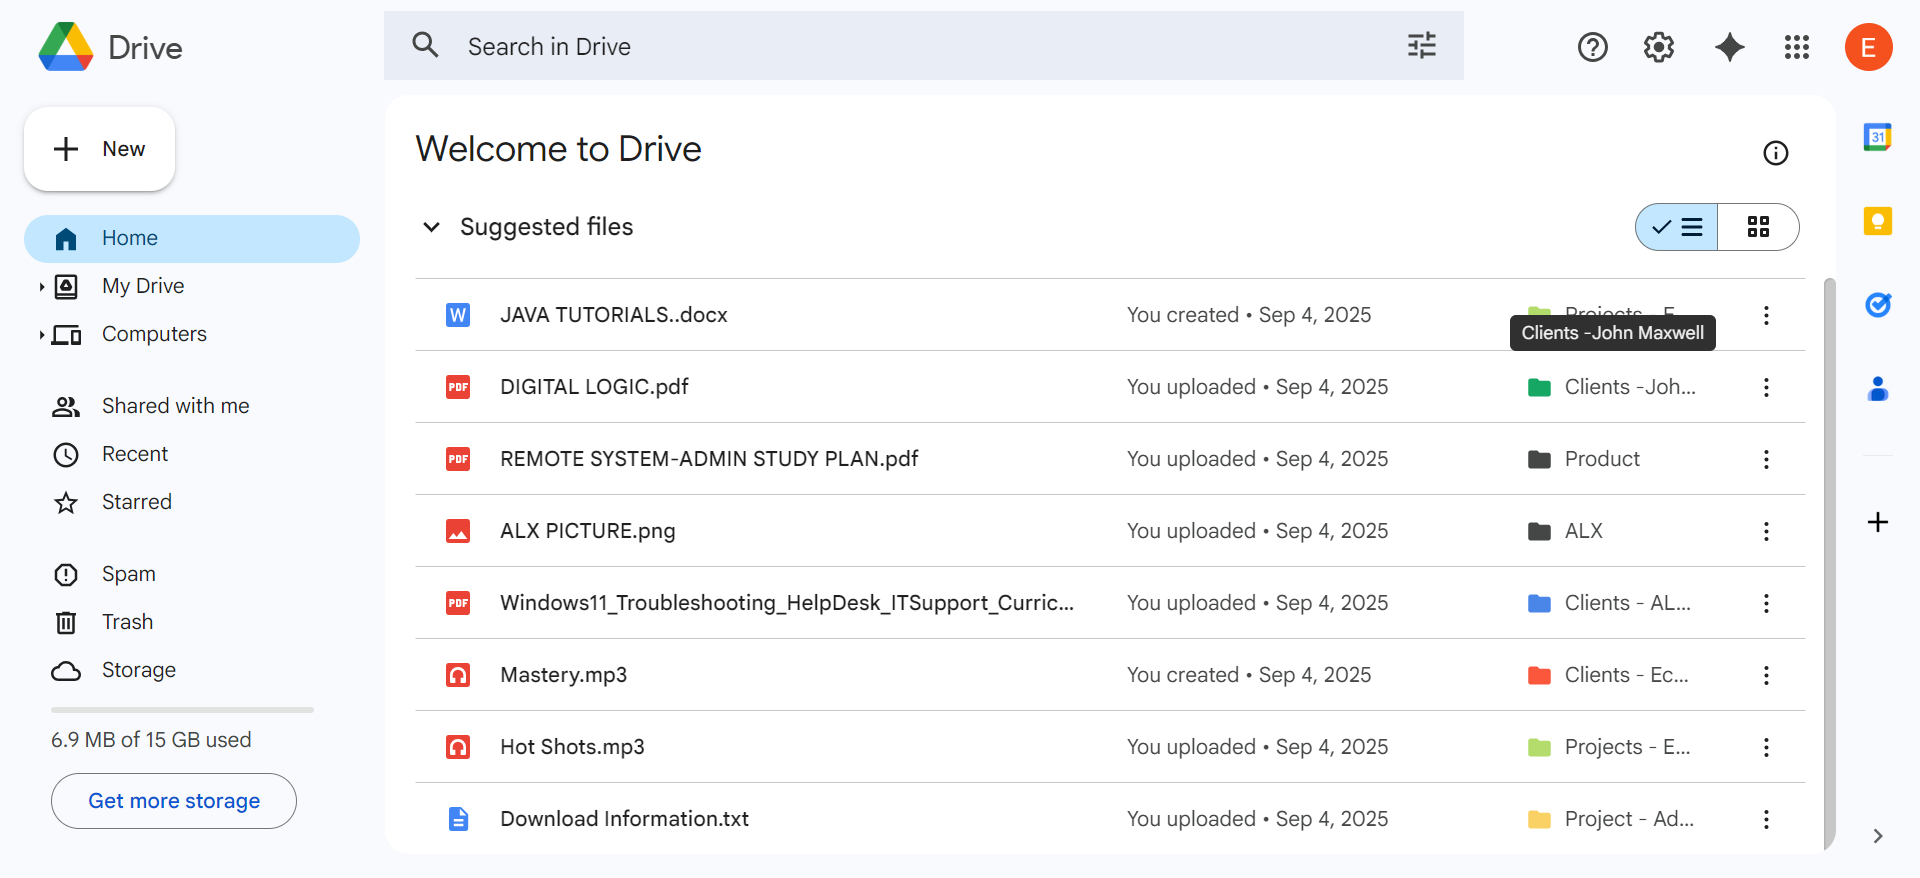 Drive
Search in Drive
E
New
Home
My Drive
Computers
Shared with me
Recent
Starred
Spam
Trash
Storage
6.9 MB of 15 GB used
Get more storage
Welcome to Drive
Suggested files
W JAVA TUTORIALS..docx You created • Sep 4, 2025 Projects - E...
Clients -John Maxwell
PDF DIGITAL LOGIC.pdf You uploaded • Sep 4, 2025 Clients -Joh...
PDF REMOTE SYSTEM-ADMIN STUDY PLAN.pdf You uploaded • Sep 4, 2025 Product
ALX PICTURE.png You uploaded • Sep 4, 2025 ALX
PDF Windows11_Troubleshooting_HelpDesk_ITSupport_Curric... You uploaded • Sep 4, 2025 Clients - AL...
Mastery.mp3 You created • Sep 4, 2025 Clients - Ec...
Hot Shots.mp3 You uploaded • Sep 4, 2025 Projects - E...
Download Information.txt You uploaded • Sep 4, 2025 Project - Ad...
31